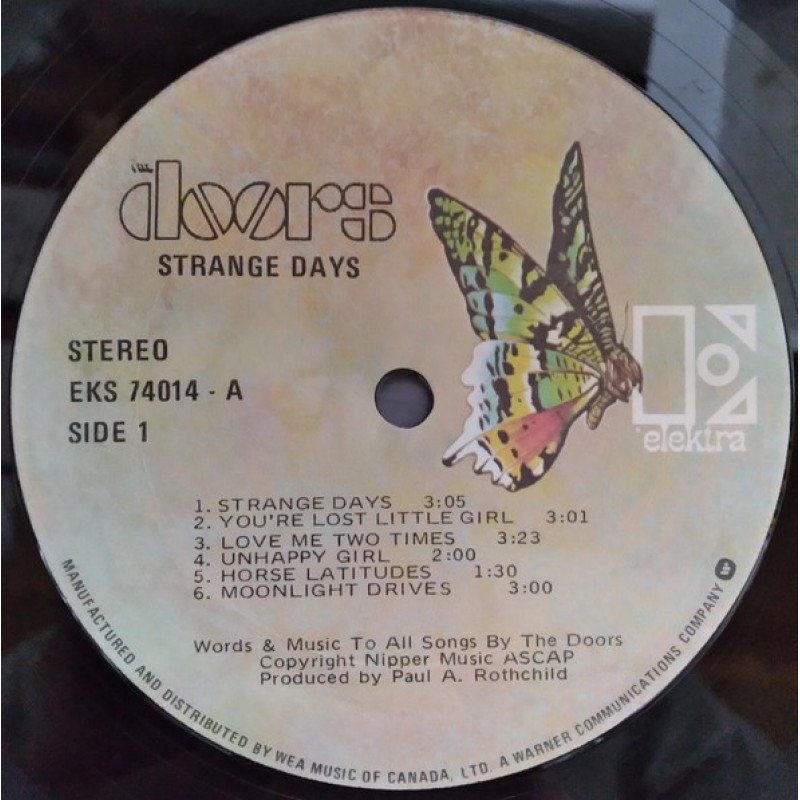 THE
doors
STRANGE DAYS
STEREO
EKS 74014 - A
SIDE 1
elektra
1. STRANGE DAYS 3:05
2. YOU'RE LOST LITTLE GIRL 3:01
3. LOVE ME TWO TIMES 3:23
4. UNHAPPY GIRL 2:00
5. HORSE LATITUDES 1:30
6. MOONLIGHT DRIVES 3:00
Words & Music To All Songs By The Doors
Copyright Nipper Music ASCAP
Produced by Paul A. Rothchild
MANUFACTURED AND DISTRIBUTED BY WEA MUSIC OF CANADA, LTD. A WARNER COMMUNICATIONS COMPANY